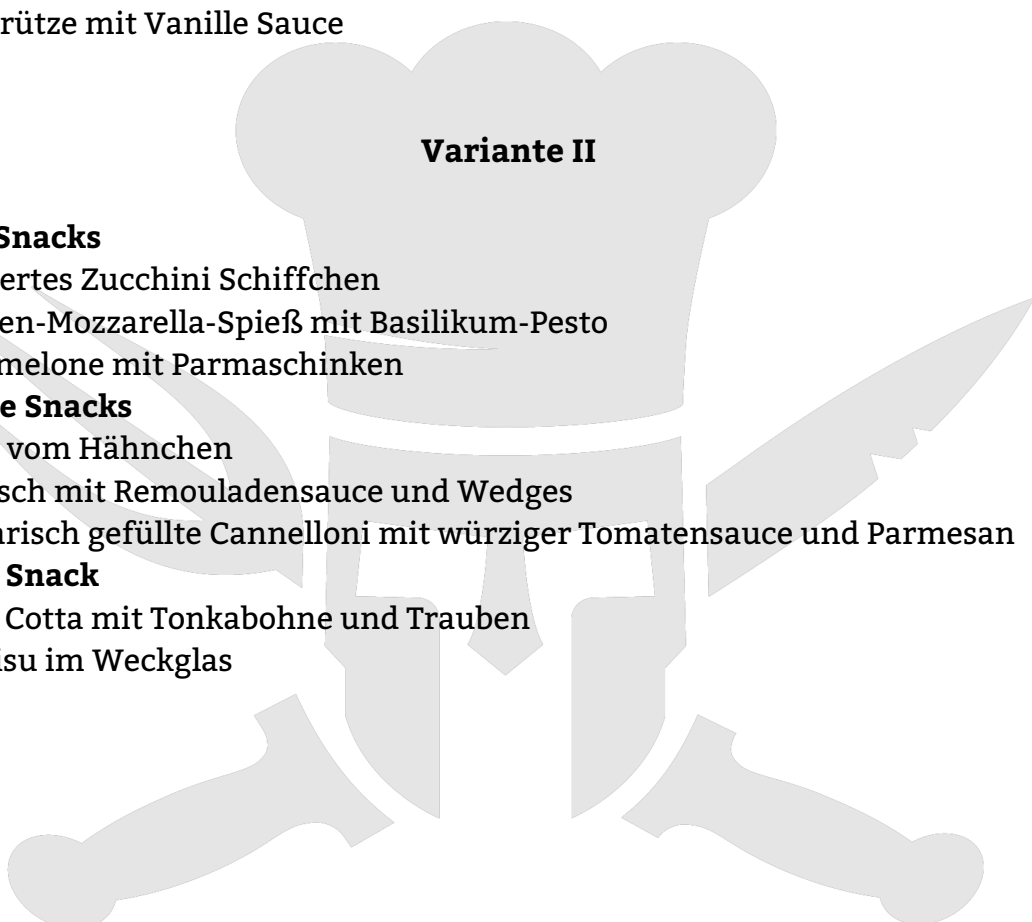 rütze mit Vanille Sauce
Variante II
Snacks
ertes Zucchini Schiffchen
en-Mozzarella-Spieß mit Basilikum-Pesto
melone mit Parmaschinken
e Snacks
vom Hähnchen
sch mit Remouladensauce und Wedges
arisch gefüllte Cannelloni mit würziger Tomatensauce und Parmesan
Snack
Cotta mit Tonkabohne und Trauben
isu im Weckglas